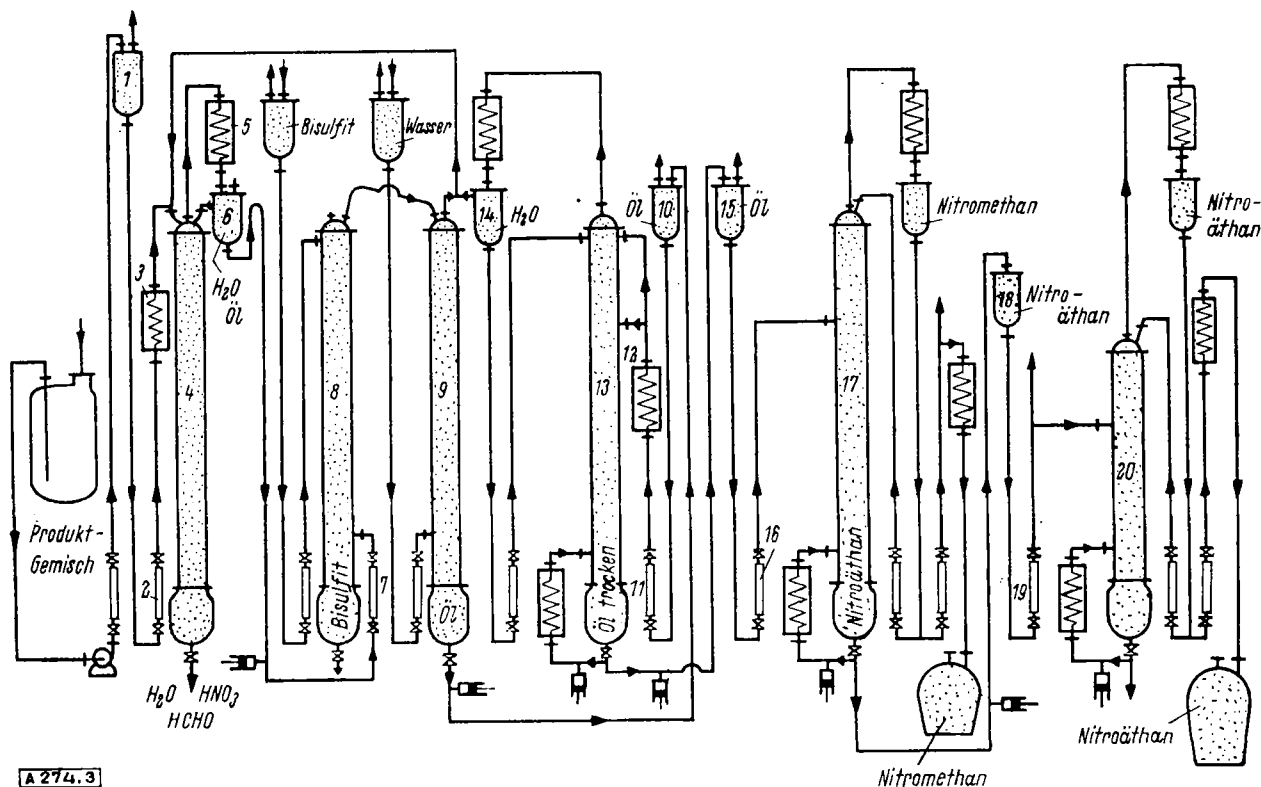 1
5
Bisulfit
Wasser
6
H₂O
Öl
3
4
Produkt-
Gemisch
2
H₂O HNO₃
HCHO
8
Bisulfit
7
9
Öl
14
H₂O
13
12
Öl trocken
11
Öl
10
15
Öl
16
17
Nitroäthan
Nitromethan
18
Nitro-
äthan
Nitromethan
19
20
Nitro-
äthan
Nitroäthan
A 274.3